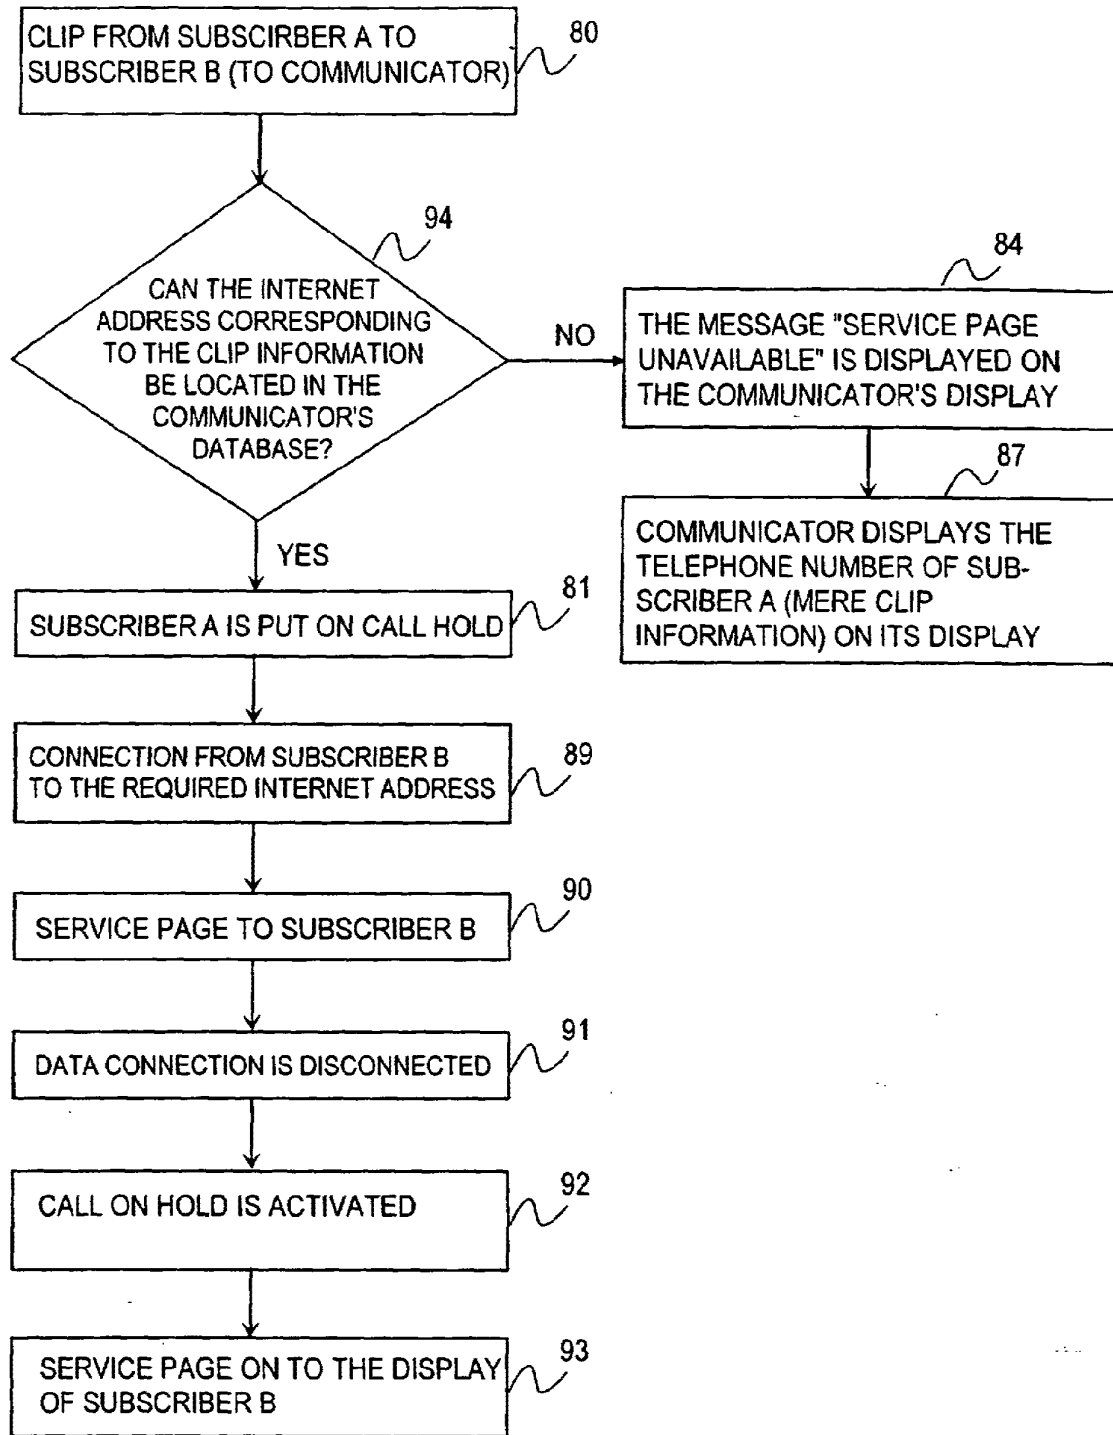 CLIP FROM SUBSCIRBER A TO
SUBSCRIBER B (TO COMMUNICATOR)
80
94
CAN THE INTERNET
ADDRESS CORRESPONDING
TO THE CLIP INFORMATION
BE LOCATED IN THE
COMMUNICATOR'S
DATABASE?
NO
84
THE MESSAGE "SERVICE PAGE
UNAVAILABLE" IS DISPLAYED ON
THE COMMUNICATOR'S DISPLAY
87
COMMUNICATOR DISPLAYS THE
TELEPHONE NUMBER OF SUB-
SCRIBER A (MERE CLIP
INFORMATION) ON ITS DISPLAY
YES
81
SUBSCRIBER A IS PUT ON CALL HOLD
CONNECTION FROM SUBSCRIBER B
TO THE REQUIRED INTERNET ADDRESS
89
90
SERVICE PAGE TO SUBSCRIBER B
91
DATA CONNECTION IS DISCONNECTED
92
CALL ON HOLD IS ACTIVATED
93
SERVICE PAGE ON TO THE DISPLAY
OF SUBSCRIBER B